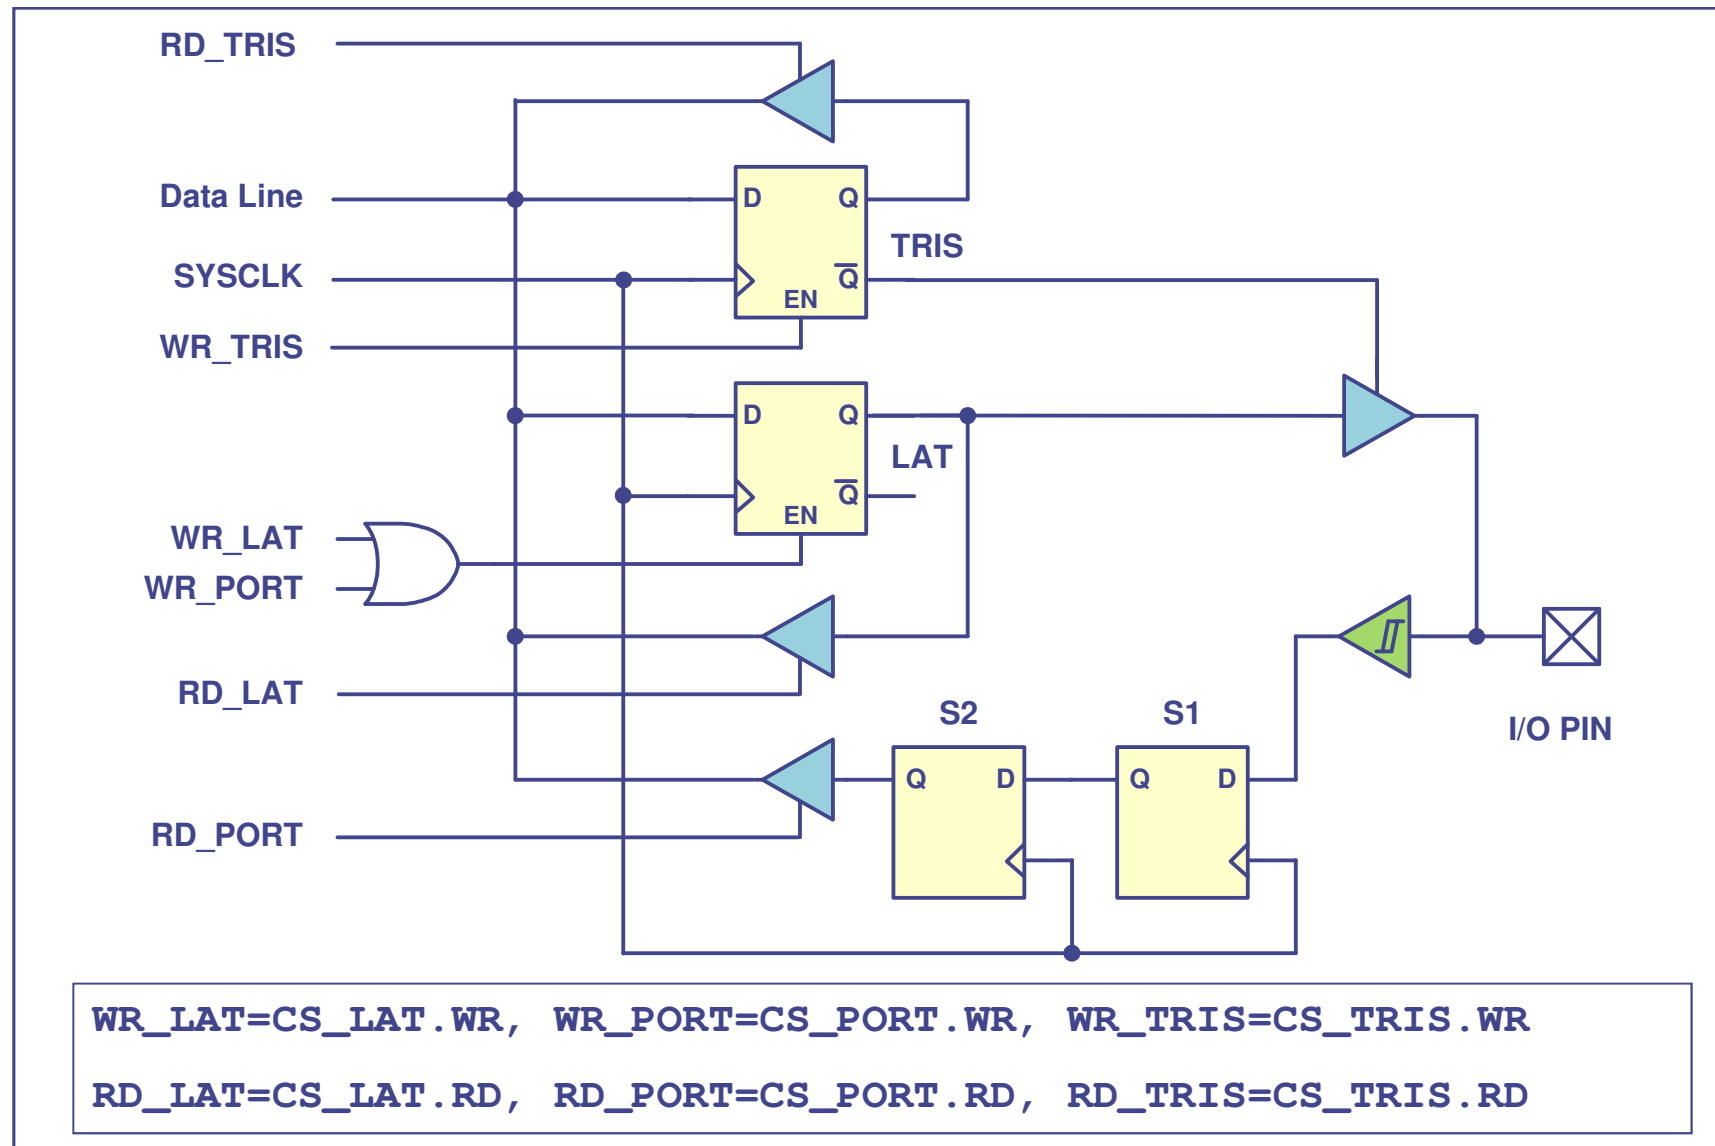 RD_TRIS
Data Line
D
Q
TRIS
SYSCLK
Q
EN
WR_TRIS
D
Q
LAT
Q
EN
WR_LAT
WR_PORT
RD_LAT
S2
S1
I/O PIN
Q
D
Q
D
RD_PORT
WR_LAT=CS_LAT.WR, WR_PORT=CS_PORT.WR, WR_TRIS=CS_TRIS.WR
RD_LAT=CS_LAT.RD, RD_PORT=CS_PORT.RD, RD_TRIS=CS_TRIS.RD